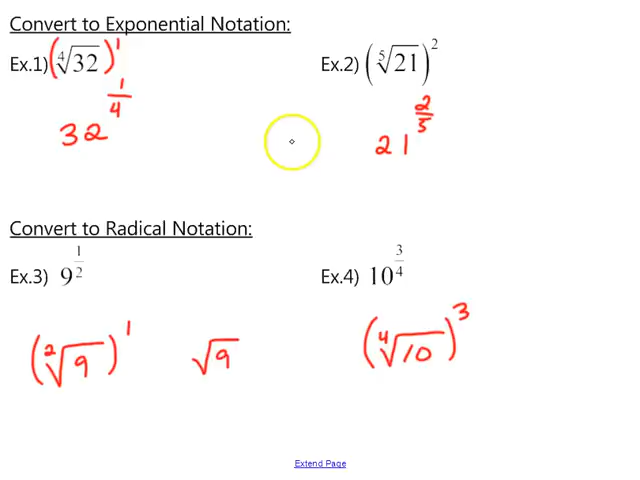 Convert to Exponential Notation:
Ex.1) (⁴√32)¹
Ex.2) (⁵√21)²
32^(1/4)
21^(2/5)
Convert to Radical Notation:
Ex.3) 9^(1/2)
Ex.4) 10^(3/4)
(²√9)¹ √9
(⁴√10)³
Extend Page